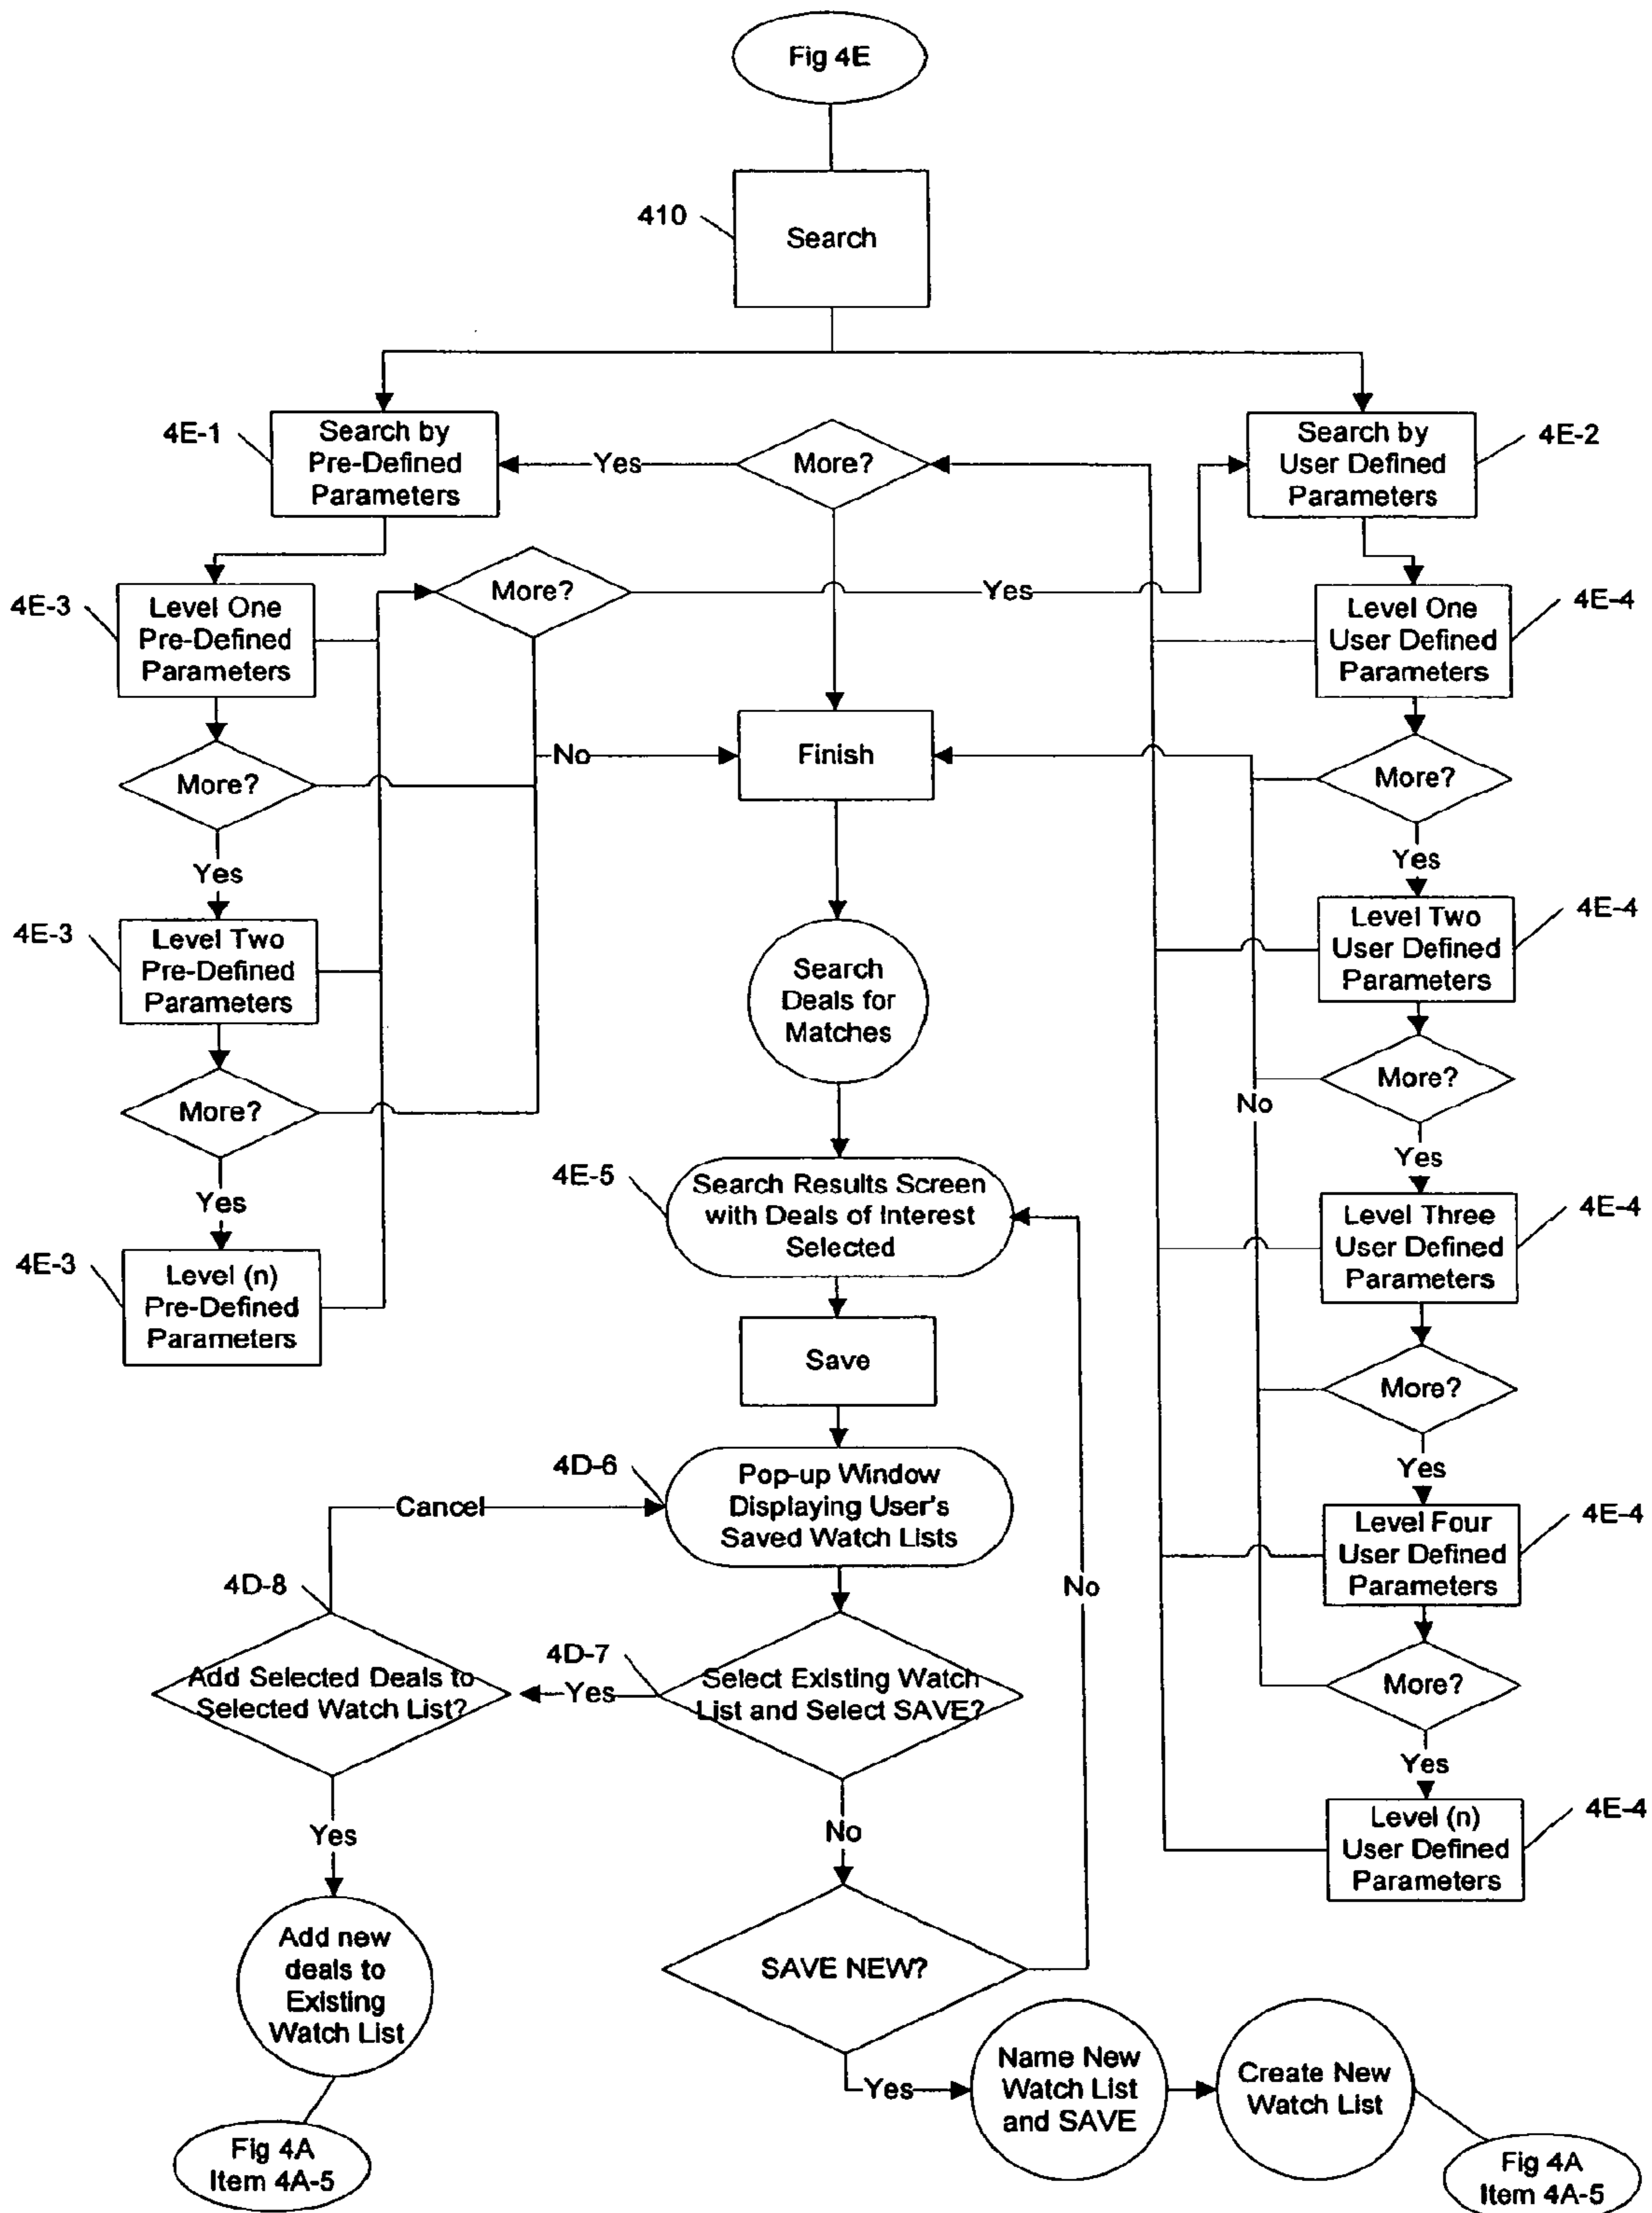 Fig 4E
410
Search
4E-1
Search by
Pre-Defined
Parameters
Yes
More?
Search by
User Defined
Parameters
4E-2
4E-3
Level One
Pre-Defined
Parameters
More?
Yes
Level One
User Defined
Parameters
4E-4
More?
No
Finish
More?
Yes
Yes
4E-3
Level Two
Pre-Defined
Parameters
Search
Deals for
Matches
Level Two
User Defined
Parameters
4E-4
More?
More?
No
Yes
Yes
4E-5
Search Results Screen
with Deals of Interest
Selected
Level Three
User Defined
Parameters
4E-4
4E-3
Level (n)
Pre-Defined
Parameters
Save
More?
Yes
4D-6
Pop-up Window
Displaying User's
Saved Watch Lists
Cancel
Level Four
User Defined
Parameters
4E-4
No
4D-8
Add Selected Deals to
Selected Watch List?
Yes
4D-7
Select Existing Watch
List and Select SAVE?
More?
Yes
Yes
No
Level (n)
User Defined
Parameters
4E-4
Add new
deals to
Existing
Watch List
SAVE NEW?
Yes
Name New
Watch List
and SAVE
Create New
Watch List
Fig 4A
Item 4A-5
Fig 4A
Item 4A-5